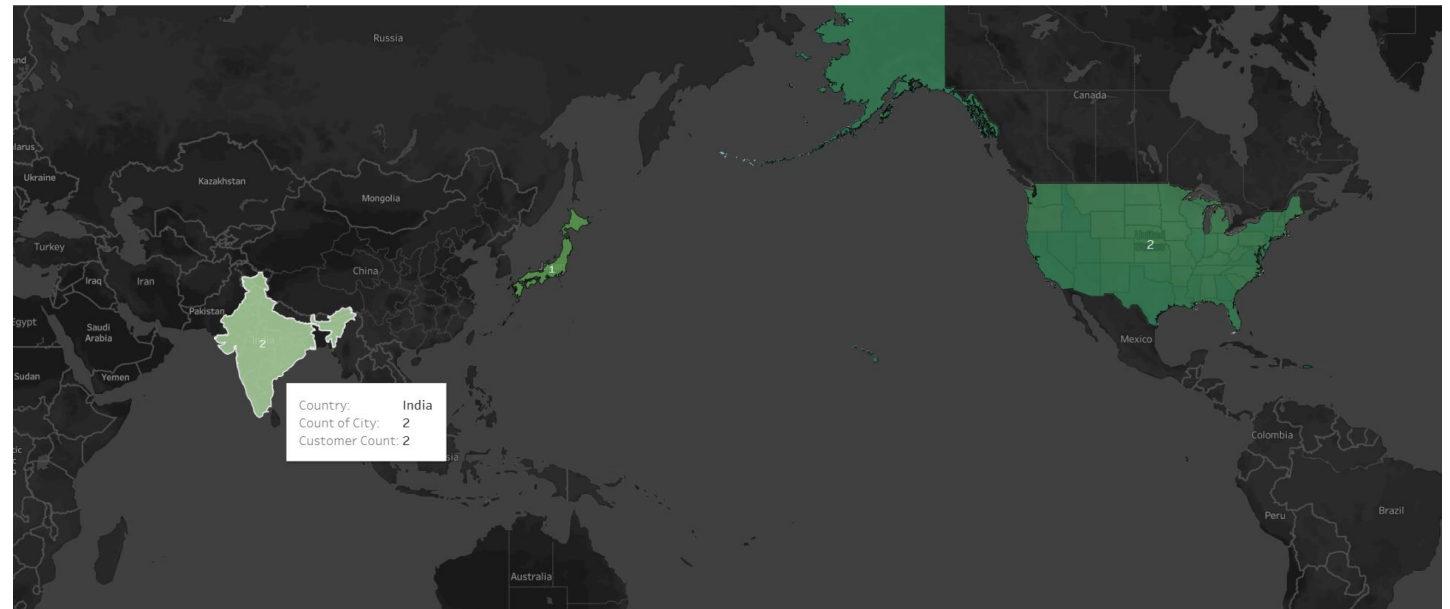 Russia
Canada
Ukraine
Kazakhstan
Mongolia
Turkey
2
China
1
Iraq
Iran
Pakistan
Egypt
Saudi
Arabia
Mexico
2
Sudan
Yemen
Country: India
Count of City: 2
Customer Count: 2
Colombia
Peru
Brazil
Australia